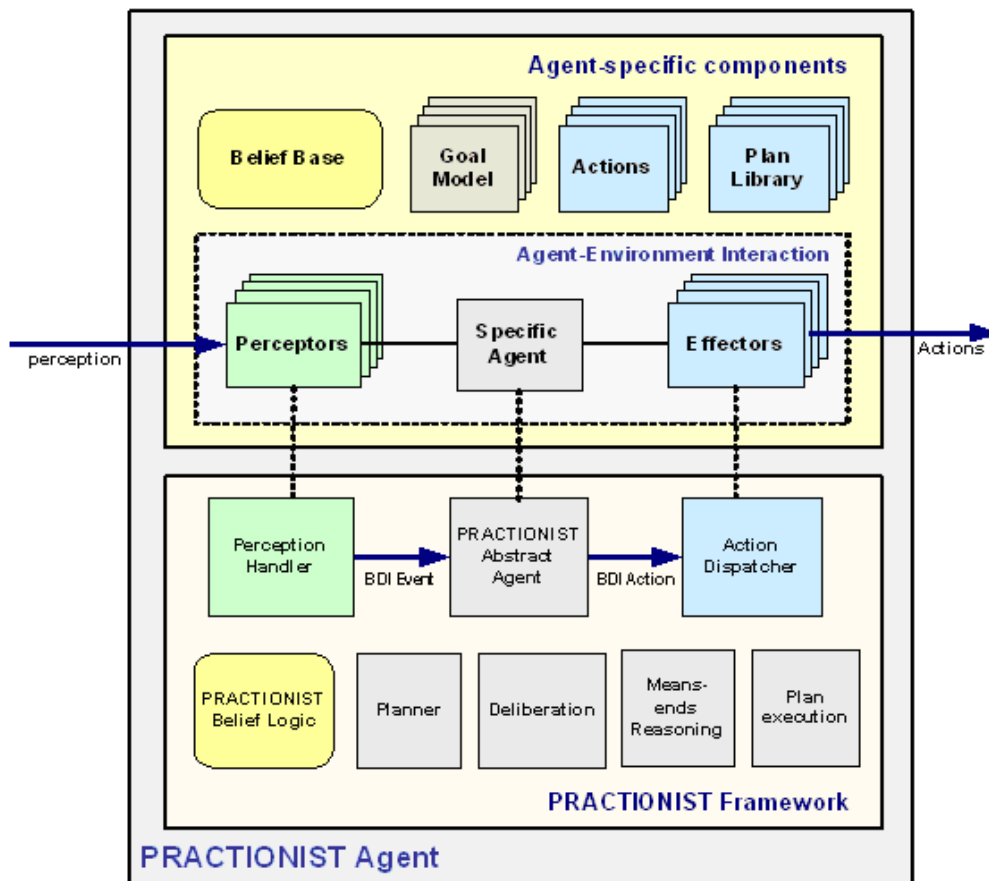 Agent-specific components
Belief Base
Goal
Model
Actions
Plan
Library
Agent-Environment Interaction
perception
Perceptors
Specific
Agent
Effectors
Actions
Perception
Handler
BDI Event
PRACTIONIST
Abstract
Agent
BDI Action
Action
Dispatcher
PRACTIONIST
Belief Logic
Planner
Deliberation
Means-
ends
Reasoning
Plan
execution
PRACTIONIST Framework
PRACTIONIST Agent